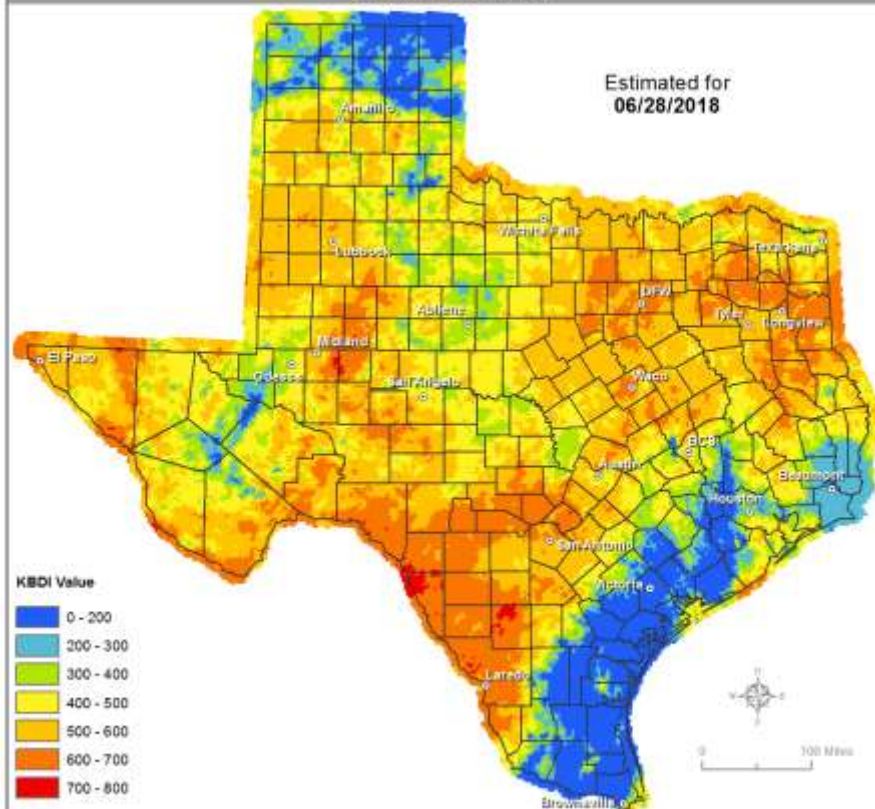 Estimated for
06/28/2018
Amarillo
Wichita Falls
Texarkana
Lubbock
DFW
Abilene
Tyler
Longview
Midland
El Paso
Odessa
San Angelo
Waco
BCS
Austin
Beaumont
Houston
San Antonio
Victoria
KBDI Value
0 - 200
200 - 300
300 - 400
400 - 500
500 - 600
600 - 700
700 - 800
Laredo
Brownsville
0 100 Miles